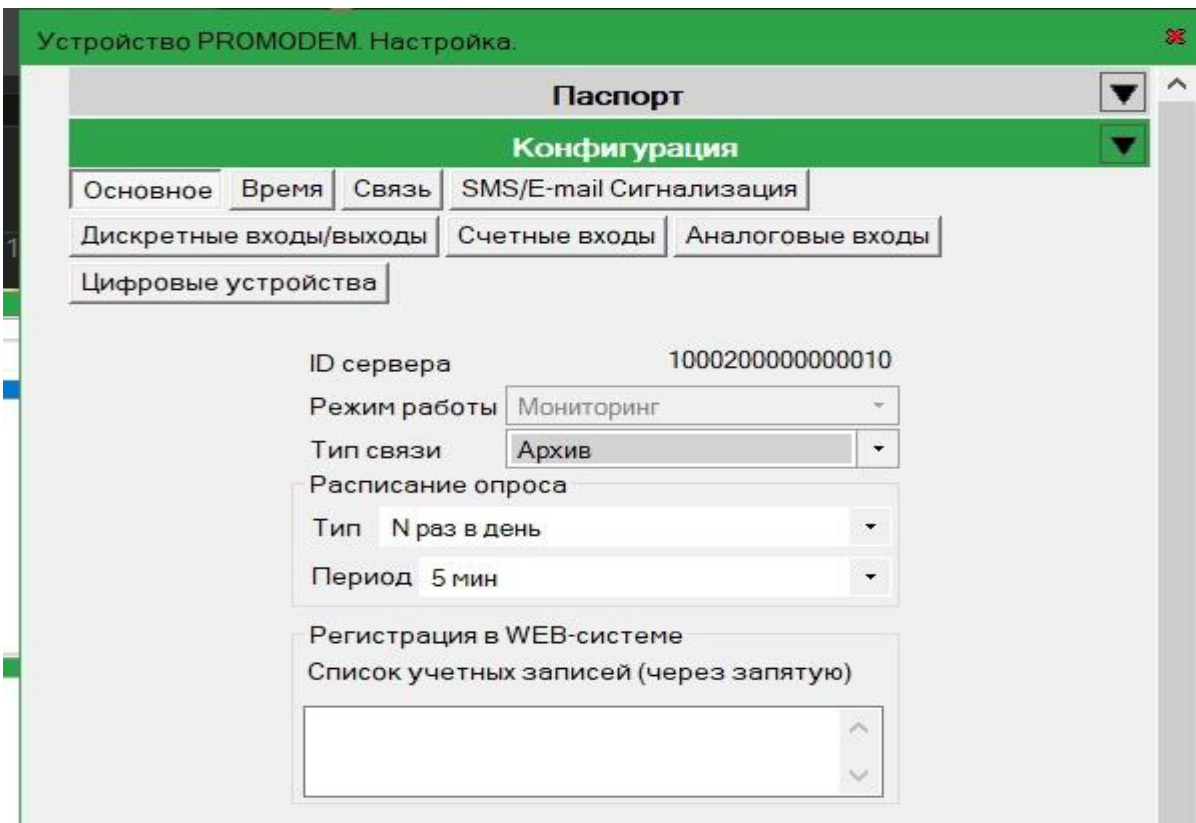 Устройство PROMODEM. Настройка.
Паспорт
Конфигурация
Основное Время Связь SMS/E-mail Сигнализация
Дискретные входы/выходы Счетные входы Аналоговые входы
Цифровые устройства
ID сервера 1000200000000010
Режим работы Мониторинг
Тип связи Архив
Расписание опроса
Тип N раз в день
Период 5 мин
Регистрация в WEB-системе
Список учетных записей (через запятую)